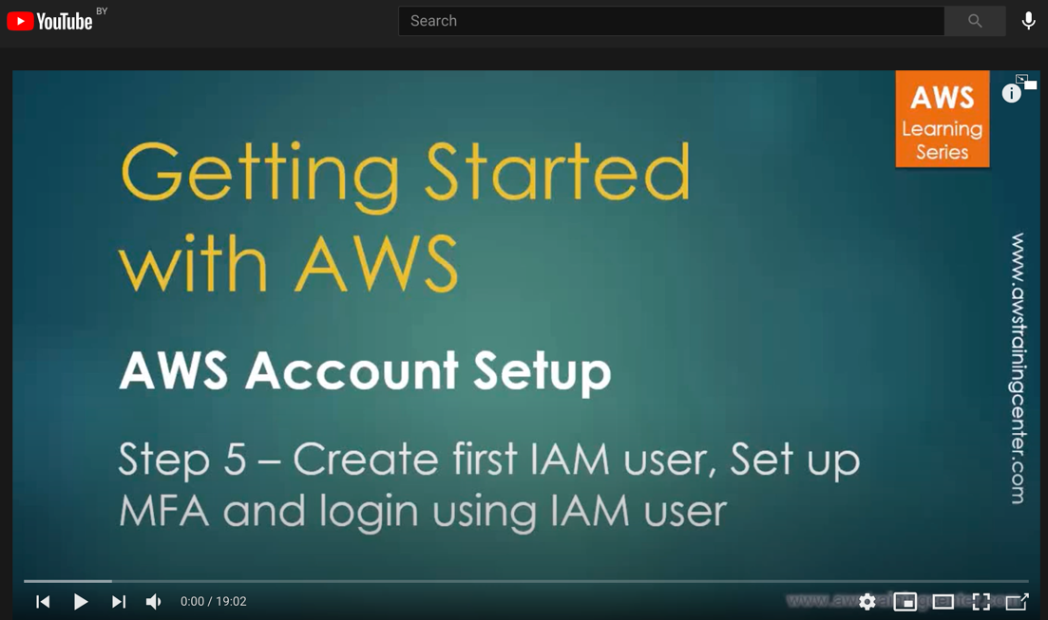 YouTube BY
Search
AWS
Learning
Series
Getting Started
with AWS
AWS Account Setup
Step 5 – Create first IAM user, Set up
MFA and login using IAM user
www.awstrainingcenter.com
0:00 / 19:02